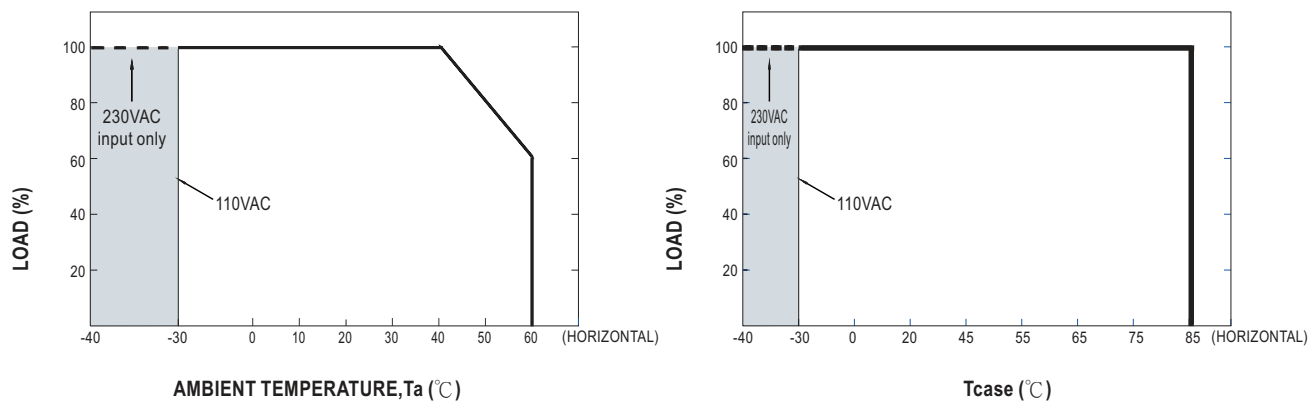 LOAD (%)
100
80
60
40
20
230VAC
input only
110VAC
-40 -30 0 10 20 30 40 50 60 (HORIZONTAL)
AMBIENT TEMPERATURE,Ta (℃)
LOAD (%)
100
80
60
40
20
230VAC
input only
110VAC
-40 -30 0 20 45 55 65 75 85 (HORIZONTAL)
Tcase (℃)